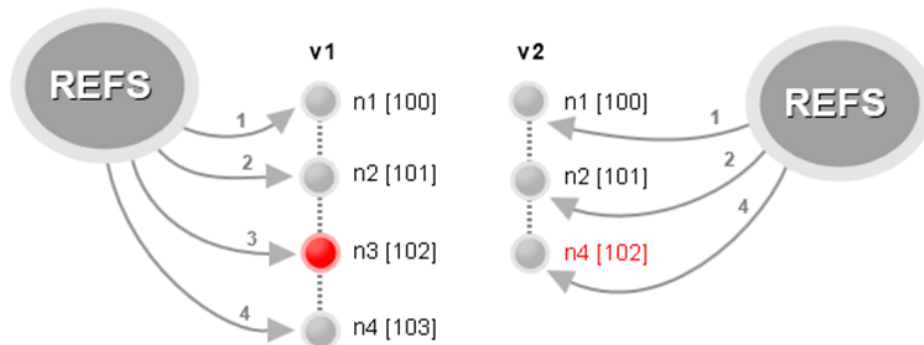 REFS
v1
1
2
3
4
n1 [100]
n2 [101]
n3 [102]
n4 [103]
v2
n1 [100]
n2 [101]
n4 [102]
1
2
4
REFS